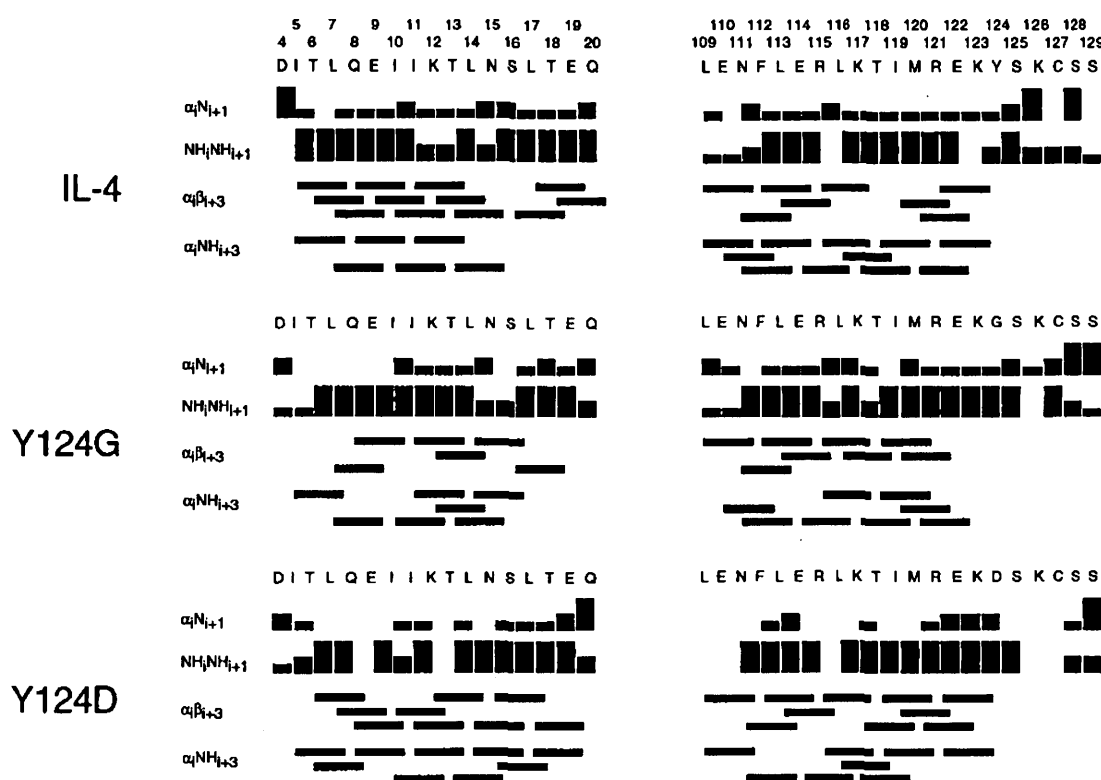 5 7 9 11 13 15 17 19 110 112 114 116 118 120 122 124 126 128
4 6 8 10 12 14 16 18 20 109 111 113 115 117 119 121 123 125 127 129
D I T L Q E I I K T L N S L T E Q L E N F L E R L K T I M R E K Y S K C S S
αiNi+1
NHiNHi+1
IL-4
αiβi+3
αiNHi+3
D I T L Q E I I K T L N S L T E Q L E N F L E R L K T I M R E K G S K C S S
αiNi+1
NHiNHi+1
Y124G
αiβi+3
αiNHi+3
D I T L Q E I I K T L N S L T E Q L E N F L E R L K T I M R E K D S K C S S
αiNi+1
NHiNHi+1
Y124D
αiβi+3
αiNHi+3